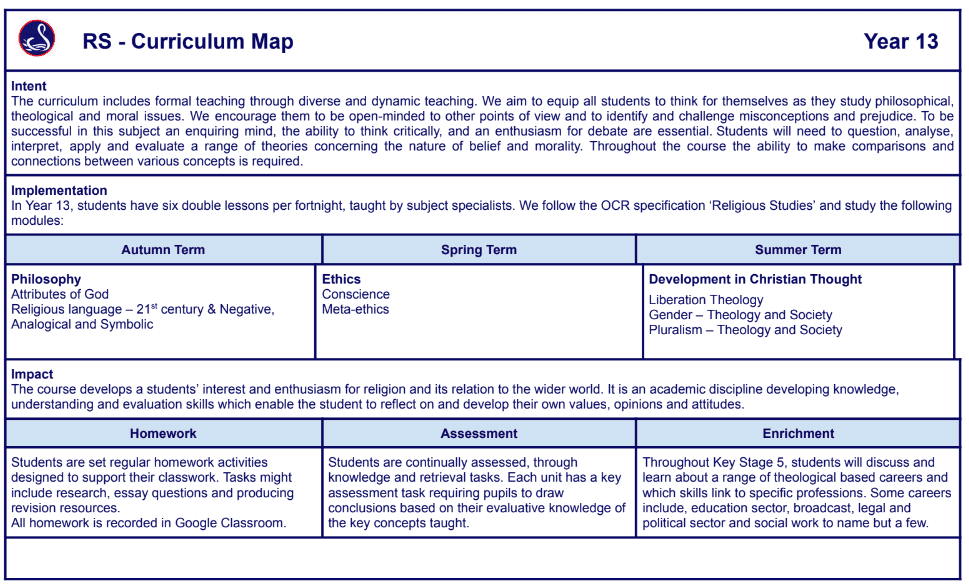 RS - Curriculum Map
Year 13
Intent
The curriculum includes formal teaching through diverse and dynamic teaching. We aim to equip all students to think for themselves as they study philosophical,
theological and moral issues. We encourage them to be open-minded to other points of view and to identify and challenge misconceptions and prejudice. To be
successful in this subject an enquiring mind, the ability to think critically, and an enthusiasm for debate are essential. Students will need to question, analyse,
interpret, apply and evaluate a range of theories concerning the nature of belief and morality. Throughout the course the ability to make comparisons and
connections between various concepts is required.
Implementation
In Year 13, students have six double lessons per fortnight, taught by subject specialists. We follow the OCR specification ‘Religious Studies’ and study the following
modules:
Autumn Term
Spring Term
Summer Term
Philosophy
Attributes of God
Religious language – 21st century & Negative,
Analogical and Symbolic
Ethics
Conscience
Meta-ethics
Development in Christian Thought
Liberation Theology
Gender – Theology and Society
Pluralism – Theology and Society
Impact
The course develops a students’ interest and enthusiasm for religion and its relation to the wider world. It is an academic discipline developing knowledge,
understanding and evaluation skills which enable the student to reflect on and develop their own values, opinions and attitudes.
Homework
Assessment
Enrichment
Students are set regular homework activities
designed to support their classwork. Tasks might
include research, essay questions and producing
revision resources.
All homework is recorded in Google Classroom.
Students are continually assessed, through
knowledge and retrieval tasks. Each unit has a key
assessment task requiring pupils to draw
conclusions based on their evaluative knowledge of
the key concepts taught.
Throughout Key Stage 5, students will discuss and
learn about a range of theological based careers and
which skills link to specific professions. Some careers
include, education sector, broadcast, legal and
political sector and social work to name but a few.